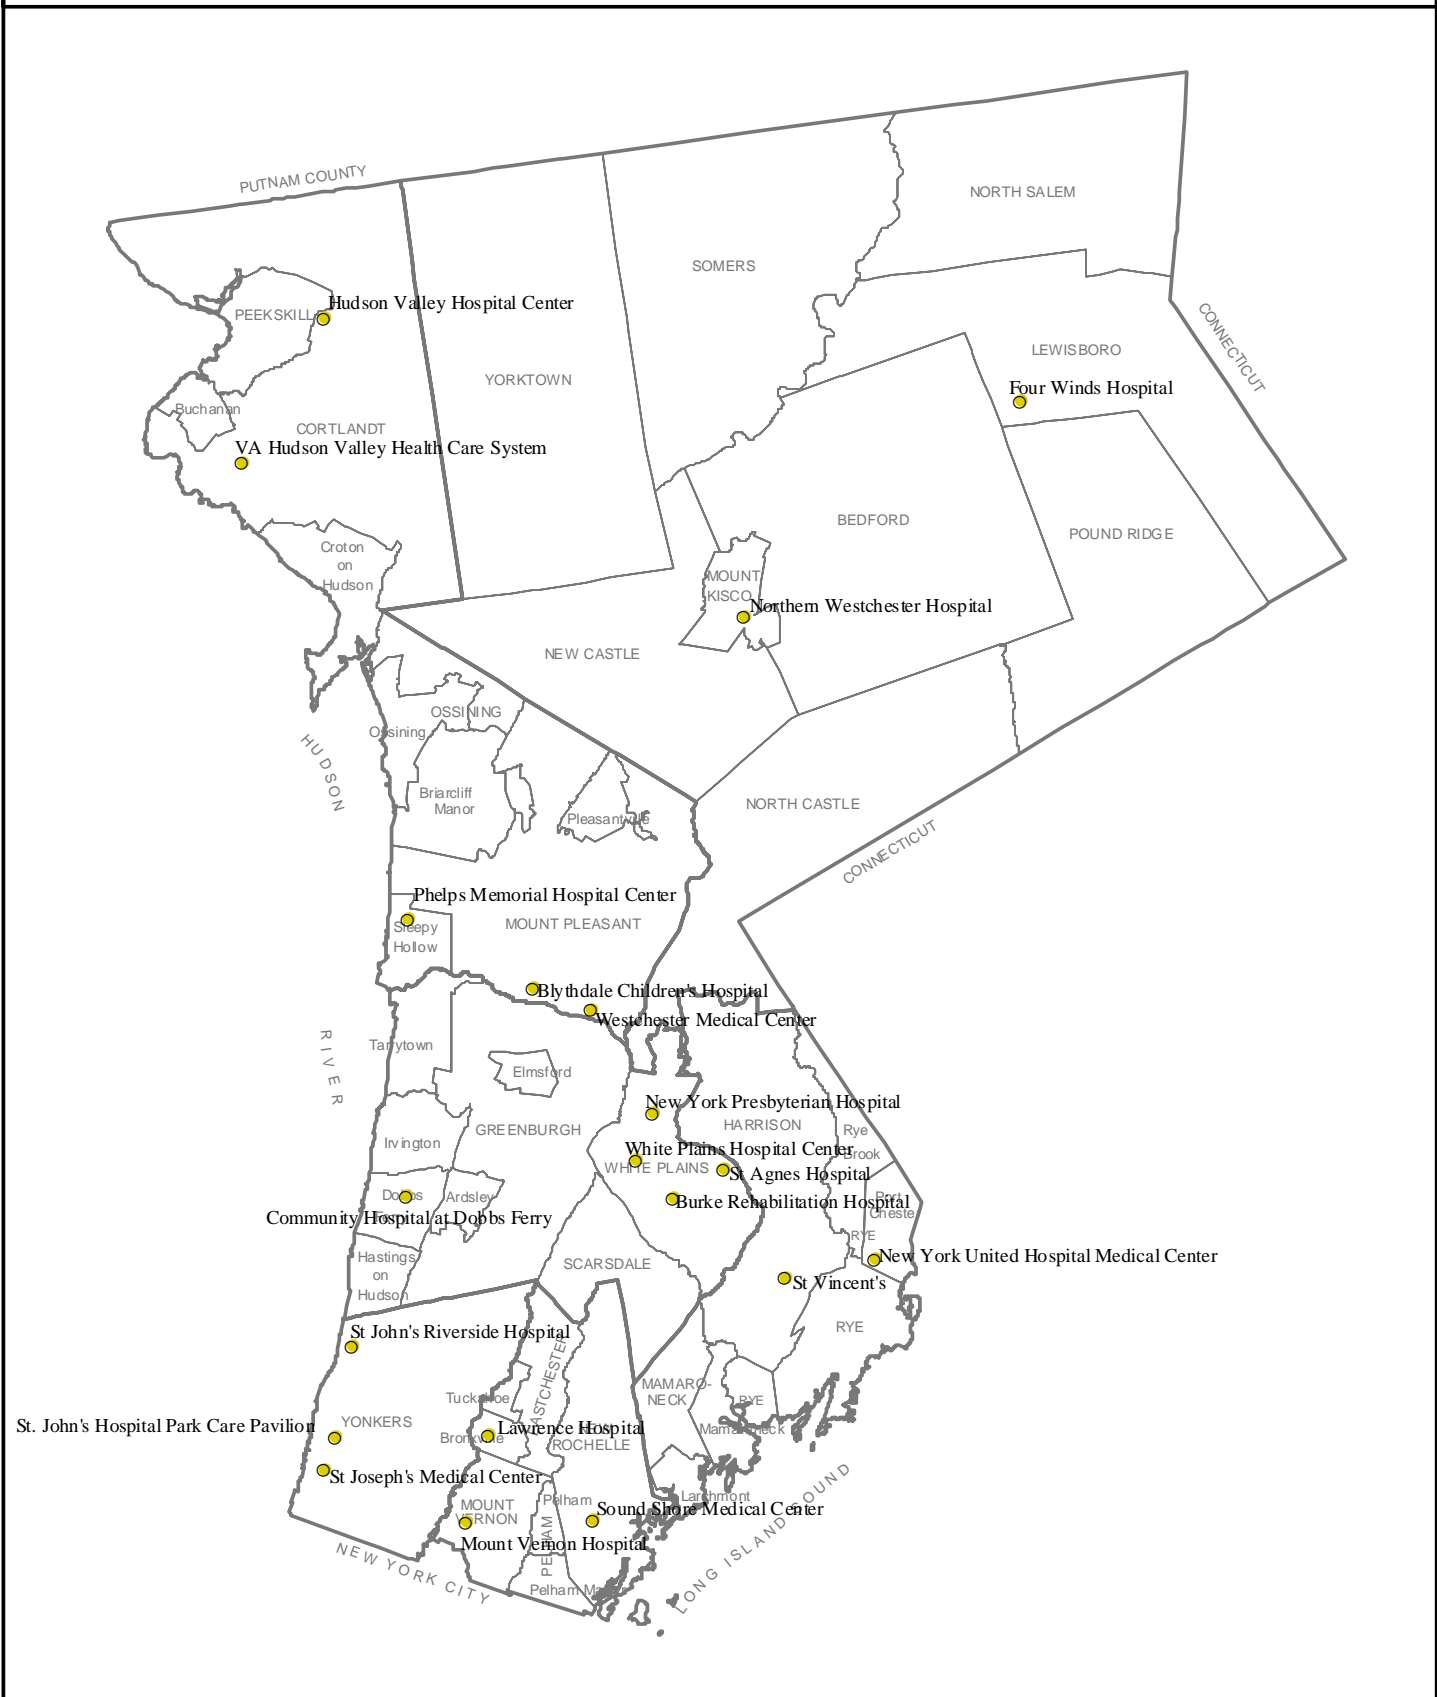 PUTNAM COUNTY
NORTH SALEM
SOMERS
Hudson Valley Hospital Center
PEEKSKILL
CONNECTICUT
LEWISBORO
YORKTOWN
Four Winds Hospital
Buchanan
CORTLANDT
VA Hudson Valley Health Care System
BEDFORD
POUND RIDGE
Croton
on
Hudson
MOUNT
KISCO
Northern Westchester Hospital
NEW CASTLE
OSSINING
Ossining
HUDSON
Briarcliff
Manor
Pleasantville
NORTH CASTLE
CONNECTICUT
Phelps Memorial Hospital Center
MOUNT PLEASANT
Sleepy
Hollow
Blythdale Children's Hospital
Westchester Medical Center
RIVER
Tarrytown
Elmsford
New York Presbyterian Hospital
HARRISON
GREENBURGH
Rye
Brook
Irvington
White Plains Hospital Center
WHITE PLAINS
St Agnes Hospital
Dobbs
Ardsley
Burke Rehabilitation Hospital
Port
Cheste
Community Hospital at Dobbs Ferry
RYE
Hastings
on
Hudson
SCARSDALE
New York United Hospital Medical Center
St Vincent's
RYE
St John's Riverside Hospital
EASTCHESTER
MAMARO-
NECK
Tuckahoe
RYE
St. John's Hospital Park Care Pavilion
YONKERS
Bronxville
Lawrence Hospital
NEW
ROCHELLE
Mamaroneck
St Joseph's Medical Center
MOUNT
VERNON
Pelham
Larchmont
Sound Shore Medical Center
Mount Vernon Hospital
PELHAM
NEW YORK CITY
Pelham Manor
LONG ISLAND SOUND